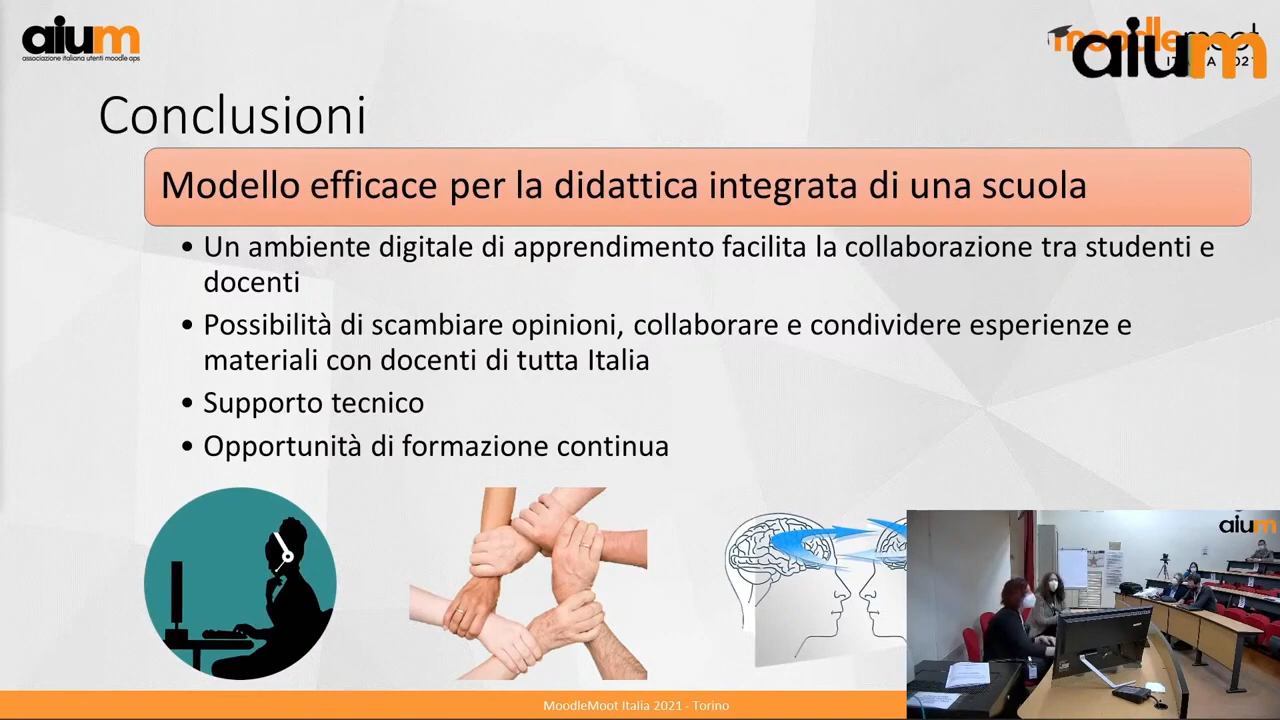 aium
associazione italiana utenti moodle aps
moodlemoot
aium
Conclusioni
Modello efficace per la didattica integrata di una scuola
• Un ambiente digitale di apprendimento facilita la collaborazione tra studenti e
docenti
• Possibilità di scambiare opinioni, collaborare e condividere esperienze e
materiali con docenti di tutta Italia
• Supporto tecnico
• Opportunità di formazione continua
aium
MoodleMoot Italia 2021 - Torino